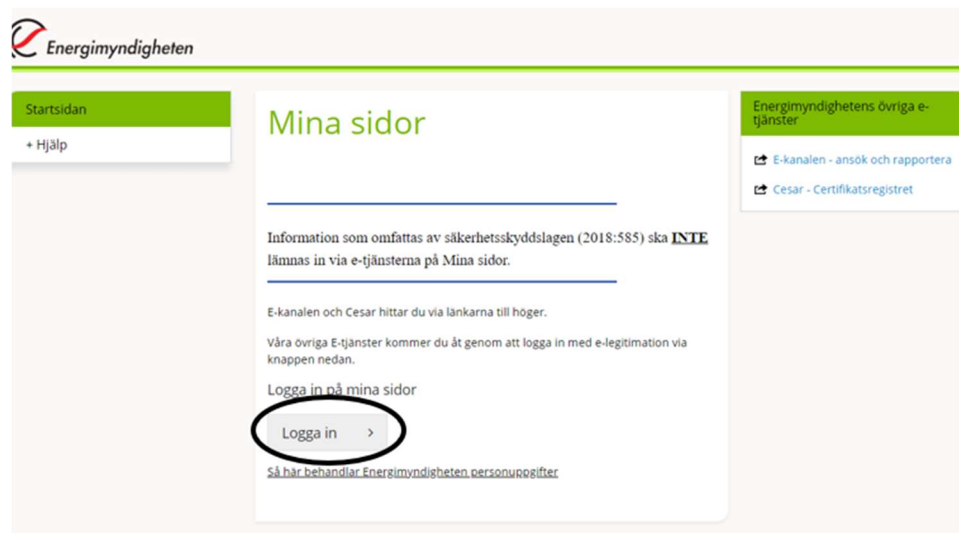 Energimyndigheten
Startsidan
+ Hjälp
Mina sidor
Information som omfattas av säkerhetsskyddslagen (2018:585) ska INTE
lämnas in via e-tjänsterna på Mina sidor.
E-kanalen och Cesar hittar du via länkarna till höger.
Våra övriga E-tjänster kommer du åt genom att logga in med e-legitimation via
knappen nedan.
Logga in på mina sidor
Logga in >
Så här behandlar Energimyndigheten personuppgifter
Energimyndighetens övriga e-
tjänster
E-kanalen - ansök och rapportera
Cesar - Certifikatsregistret